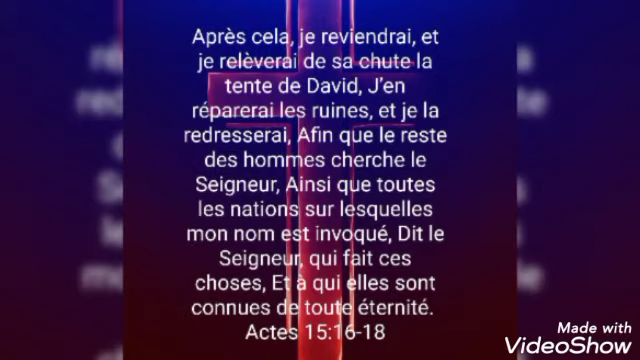 Après cela, je reviendrai, et
je relèverai de sa chute la
tente de David, J'en
réparerai les ruines, et je la
redresserai, Afin que le reste
des hommes cherche le
Seigneur, Ainsi que toutes
les nations sur lesquelles
mon nom est invoqué, Dit le
Seigneur, qui fait ces
choses, Et à qui elles sont
connues de toute éternité.
Actes 15:16-18
Made with
VideoShow